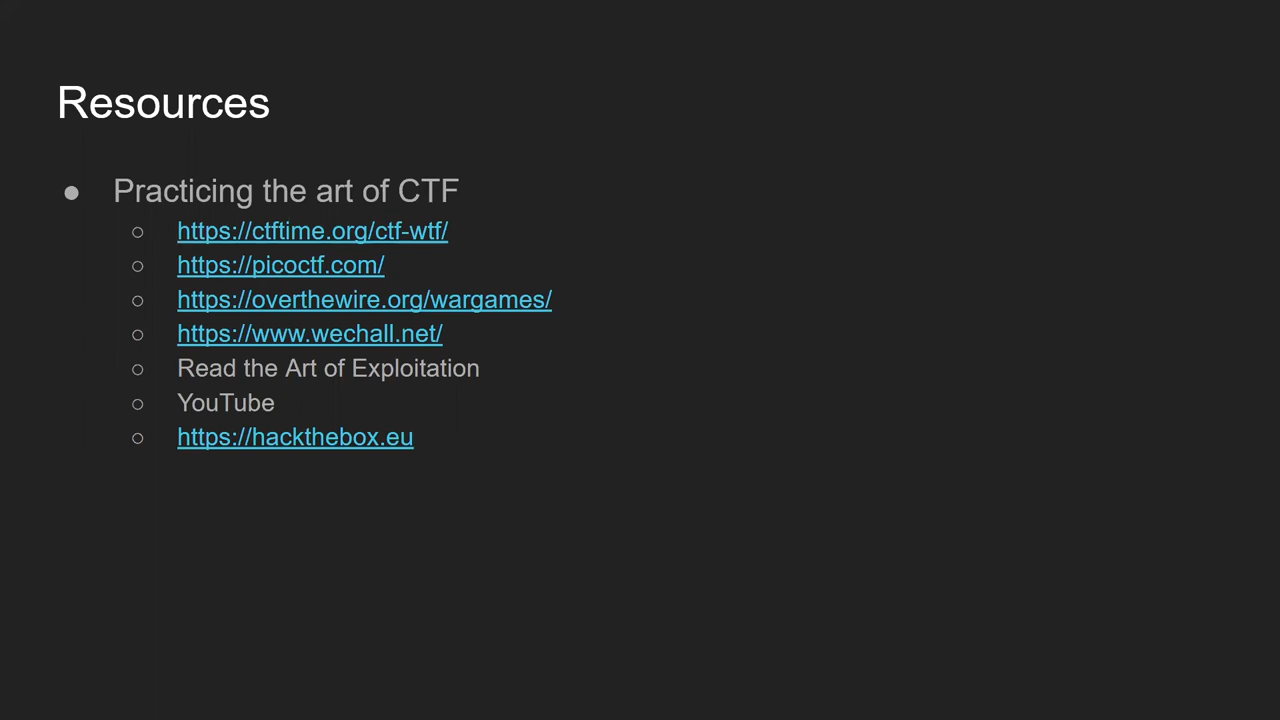 Resources
● Practicing the art of CTF
○ https://ctftime.org/ctf-wtf/
○ https://picoctf.com/
○ https://overthewire.org/wargames/
○ https://www.wechall.net/
○ Read the Art of Exploitation
○ YouTube
○ https://hackthebox.eu